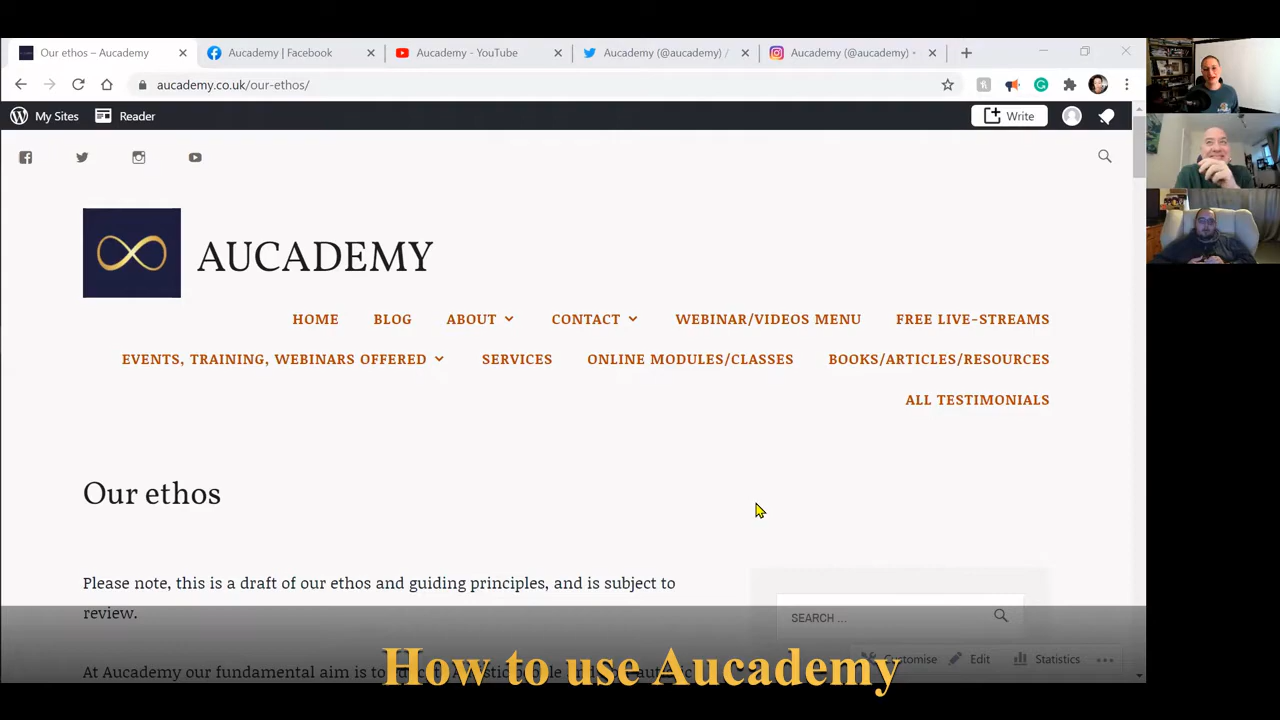 Our ethos – Aucademy
Aucademy | Facebook
Aucademy - YouTube
Aucademy (@aucademy) /
Aucademy (@aucademy) •
aucademy.co.uk/our-ethos/
My Sites
Reader
Write
AUCADEMY
HOME
BLOG
ABOUT
CONTACT
WEBINAR/VIDEOS MENU
FREE LIVE-STREAMS
EVENTS, TRAINING, WEBINARS OFFERED
SERVICES
ONLINE MODULES/CLASSES
BOOKS/ARTICLES/RESOURCES
ALL TESTIMONIALS
Our ethos
Please note, this is a draft of our ethos and guiding principles, and is subject to
review.
SEARCH ...
At Aucademy our fundamental aim is to
Customise
Edit
Statistics
How to use Aucademy